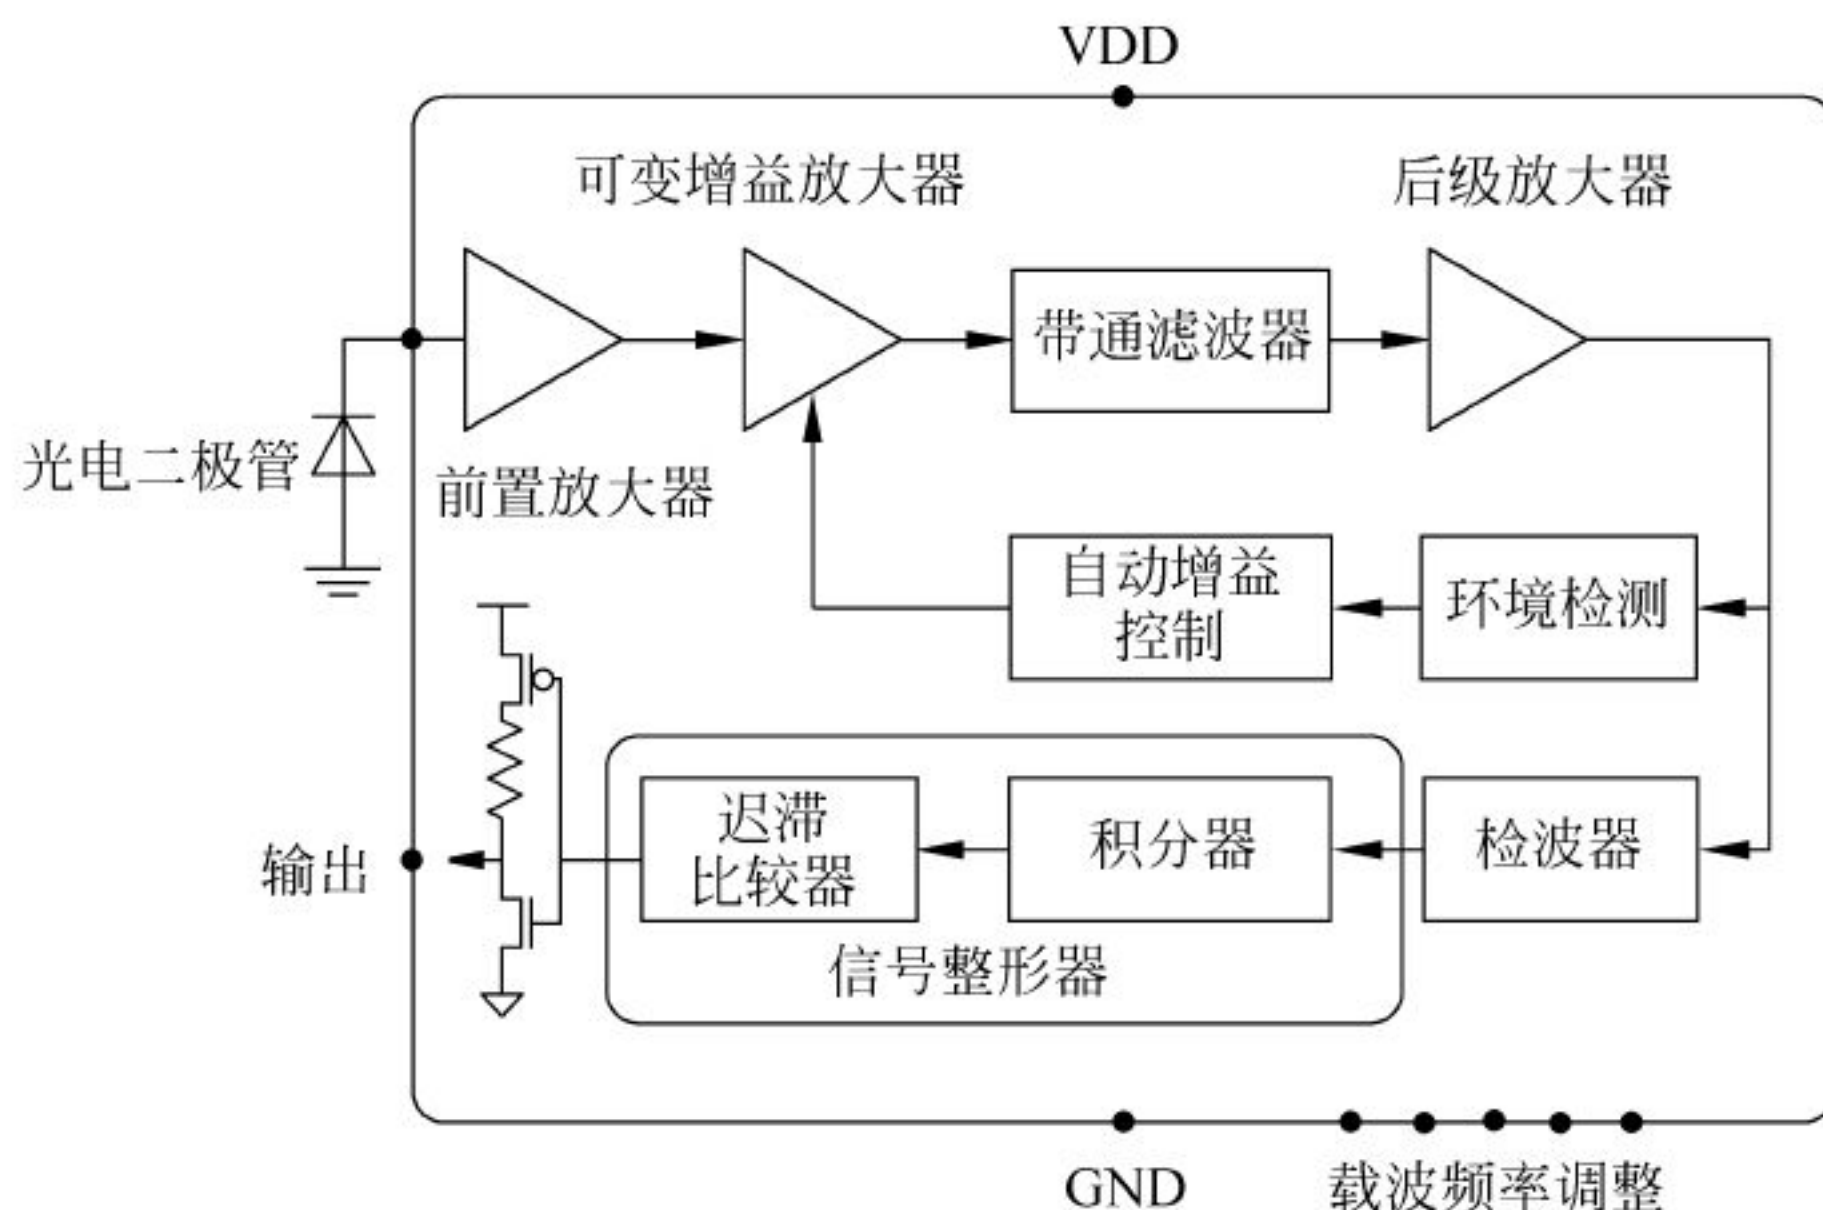 VDD
可变增益放大器
后级放大器
带通滤波器
光电二极管
前置放大器
自动增益
控制
环境检测
迟滞
比较器
积分器
检波器
输出
信号整形器
GND
载波频率调整